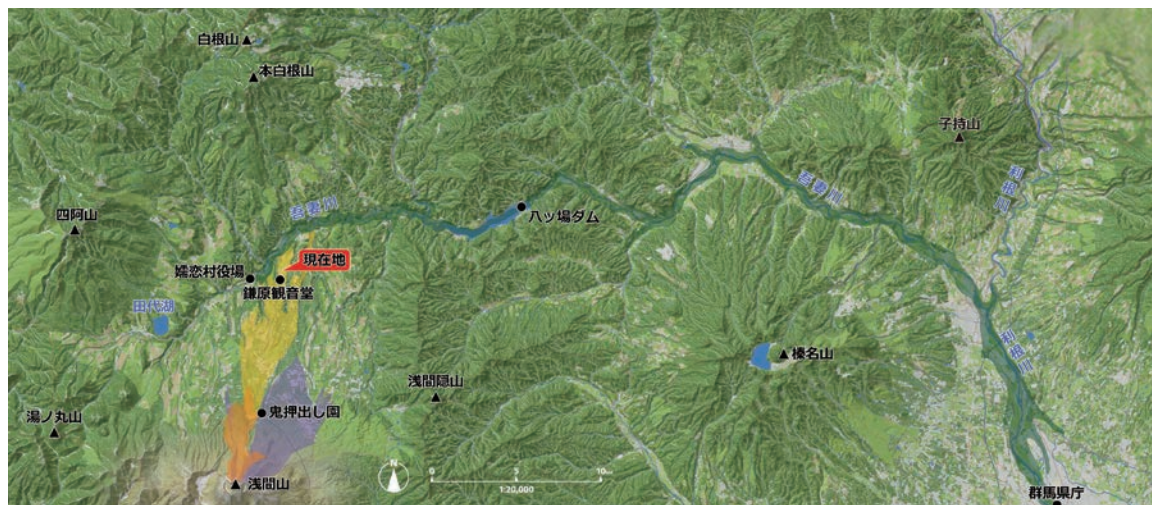 白根山
本白根山
子持山
利根川
吾妻川
吾妻川
四阿山
八ッ場ダム
現在地
嬬恋村役場
鎌原観音堂
田代湖
利根川
榛名山
浅間隠山
鬼押出し園
湯ノ丸山
浅間山
N
0
5
10km
1:20,000
群馬県庁